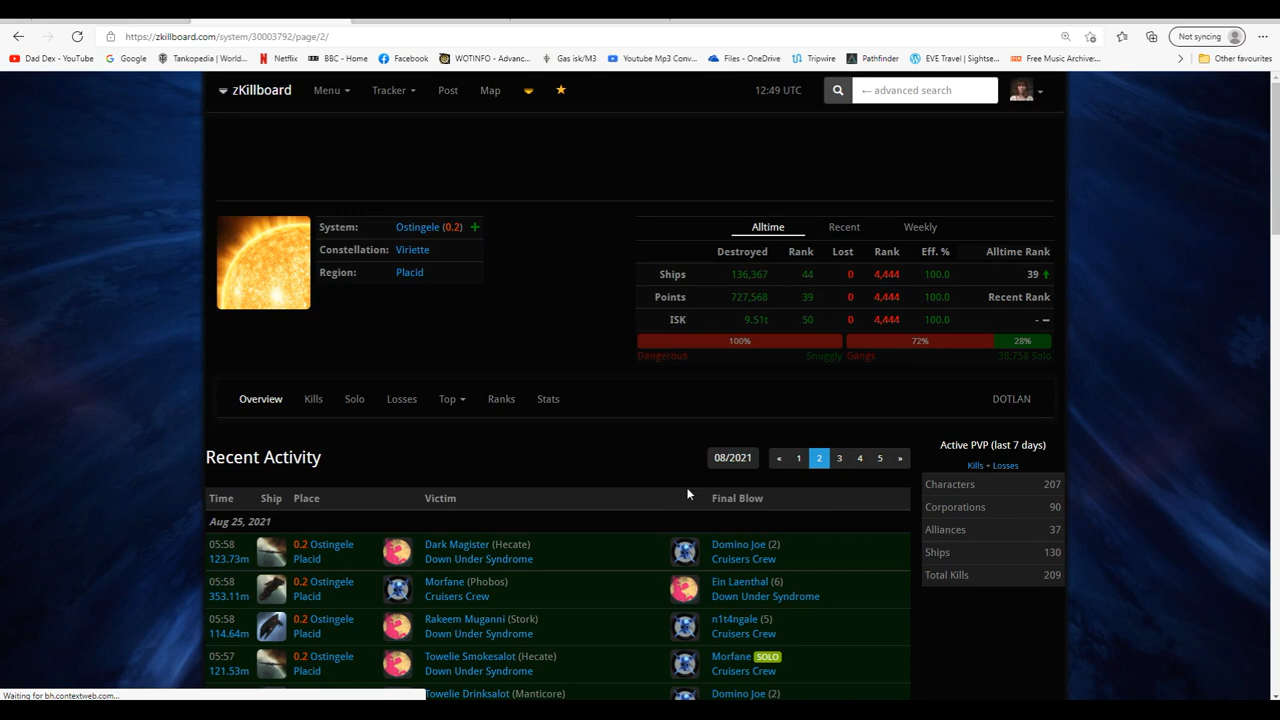 https://zkillboard.com/system/30003792/page/2/
Not syncing
Dad Dex - YouTube Google Tankopedia | World... Netflix BBC - Home Facebook WOTINFO – Advanc... Gas isk/M3 Youtube Mp3 Conv... Files - OneDrive Tripwire Pathfinder EVE Travel | Sightse... Free Music Archive:... Other favourites
zKillboard Menu Tracker Post Map 12:49 UTC ← advanced search
System: Ostingele (0.2) +
Constellation: Viriette
Region: Placid
Alltime Recent Weekly
Destroyed Rank Lost Rank Eff. % Alltime Rank
Ships 136,367 44 0 4,444 100.0 39
Points 727,568 39 0 4,444 100.0 Recent Rank
ISK 9.51t 50 0 4,444 100.0 - –
100% 72% 28%
Dangerous Snuggly Gangs 38,758 Solo
Overview Kills Solo Losses Top Ranks Stats DOTLAN
Recent Activity 08/2021 « 1 2 3 4 5 »
Time Ship Place Victim Final Blow
Aug 25, 2021
05:58 0.2 Ostingele Dark Magister (Hecate) Domino Joe (2)
123.73m Placid Down Under Syndrome Cruisers Crew
05:58 0.2 Ostingele Morfane (Phobos) Ein Laenthal (6)
353.11m Placid Cruisers Crew Down Under Syndrome
05:58 0.2 Ostingele Rakeem Muganni (Stork) n1t4ngale (5)
114.64m Placid Down Under Syndrome Cruisers Crew
05:57 0.2 Ostingele Towelie Smokesalot (Hecate) Morfane SOLO
121.53m Placid Down Under Syndrome Cruisers Crew
Towelie Drinksalot (Manticore) Domino Joe (2)
Active PVP (last 7 days)
Kills + Losses
Characters 207
Corporations 90
Alliances 37
Ships 130
Total Kills 209
Waiting for bh.contextweb.com...